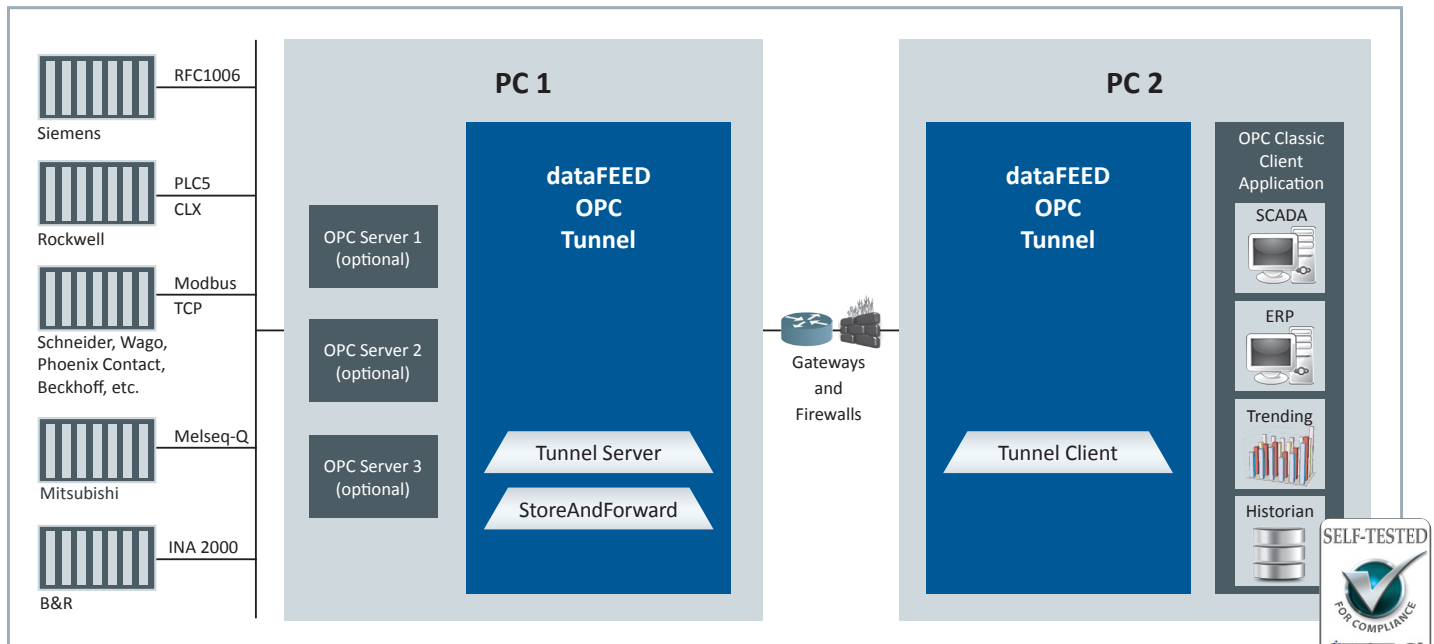 RFC1006
Siemens
PLC5
CLX
Rockwell
Modbus
TCP
Schneider, Wago,
Phoenix Contact,
Beckhoff, etc.
Melseq-Q
Mitsubishi
INA 2000
B&R
PC 1
OPC Server 1
(optional)
OPC Server 2
(optional)
OPC Server 3
(optional)
dataFEED
OPC
Tunnel
Tunnel Server
StoreAndForward
Gateways
and
Firewalls
PC 2
dataFEED
OPC
Tunnel
Tunnel Client
OPC Classic
Client
Application
SCADA
ERP
Trending
Historian
SELF-TESTED
FOR COMPLIANCE